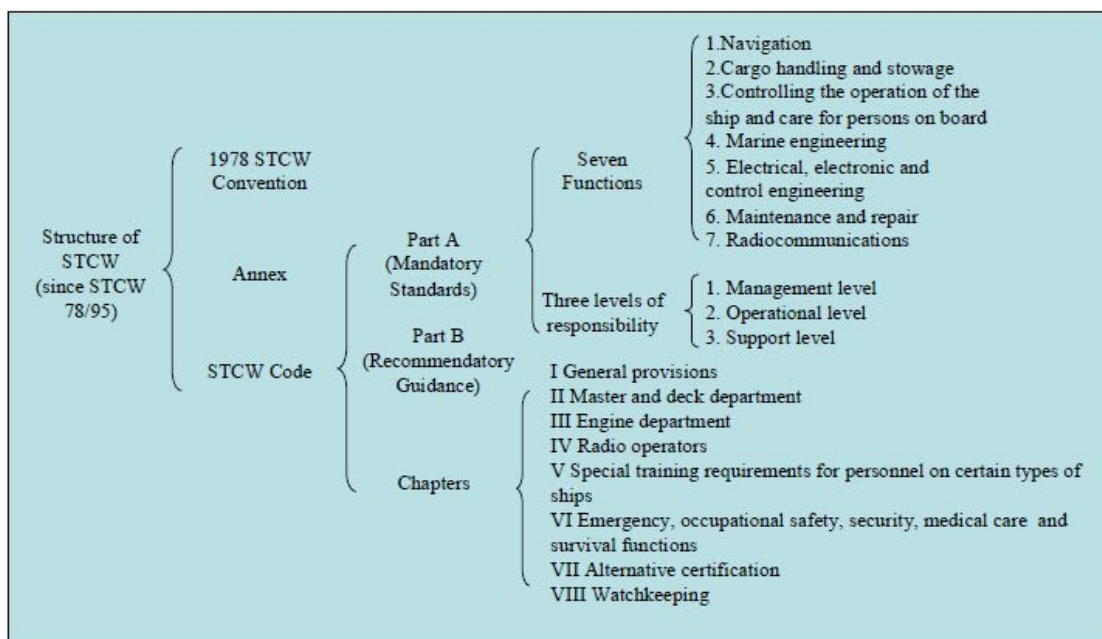 Structure of
STCW
(since STCW
78/95)
1978 STCW
Convention
Annex
STCW Code
Part A
(Mandatory
Standards)
Part B
(Recommendatory
Guidance)
Chapters
Seven
Functions
Three levels of
responsibility
1.Navigation
2.Cargo handling and stowage
3.Controlling the operation of the
ship and care for persons on board
4. Marine engineering
5. Electrical, electronic and
control engineering
6. Maintenance and repair
7. Radiocommunications
1. Management level
2. Operational level
3. Support level
I General provisions
II Master and deck department
III Engine department
IV Radio operators
V Special training requirements for personnel on certain types of
ships
VI Emergency, occupational safety, security, medical care and
survival functions
VII Alternative certification
VIII Watchkeeping